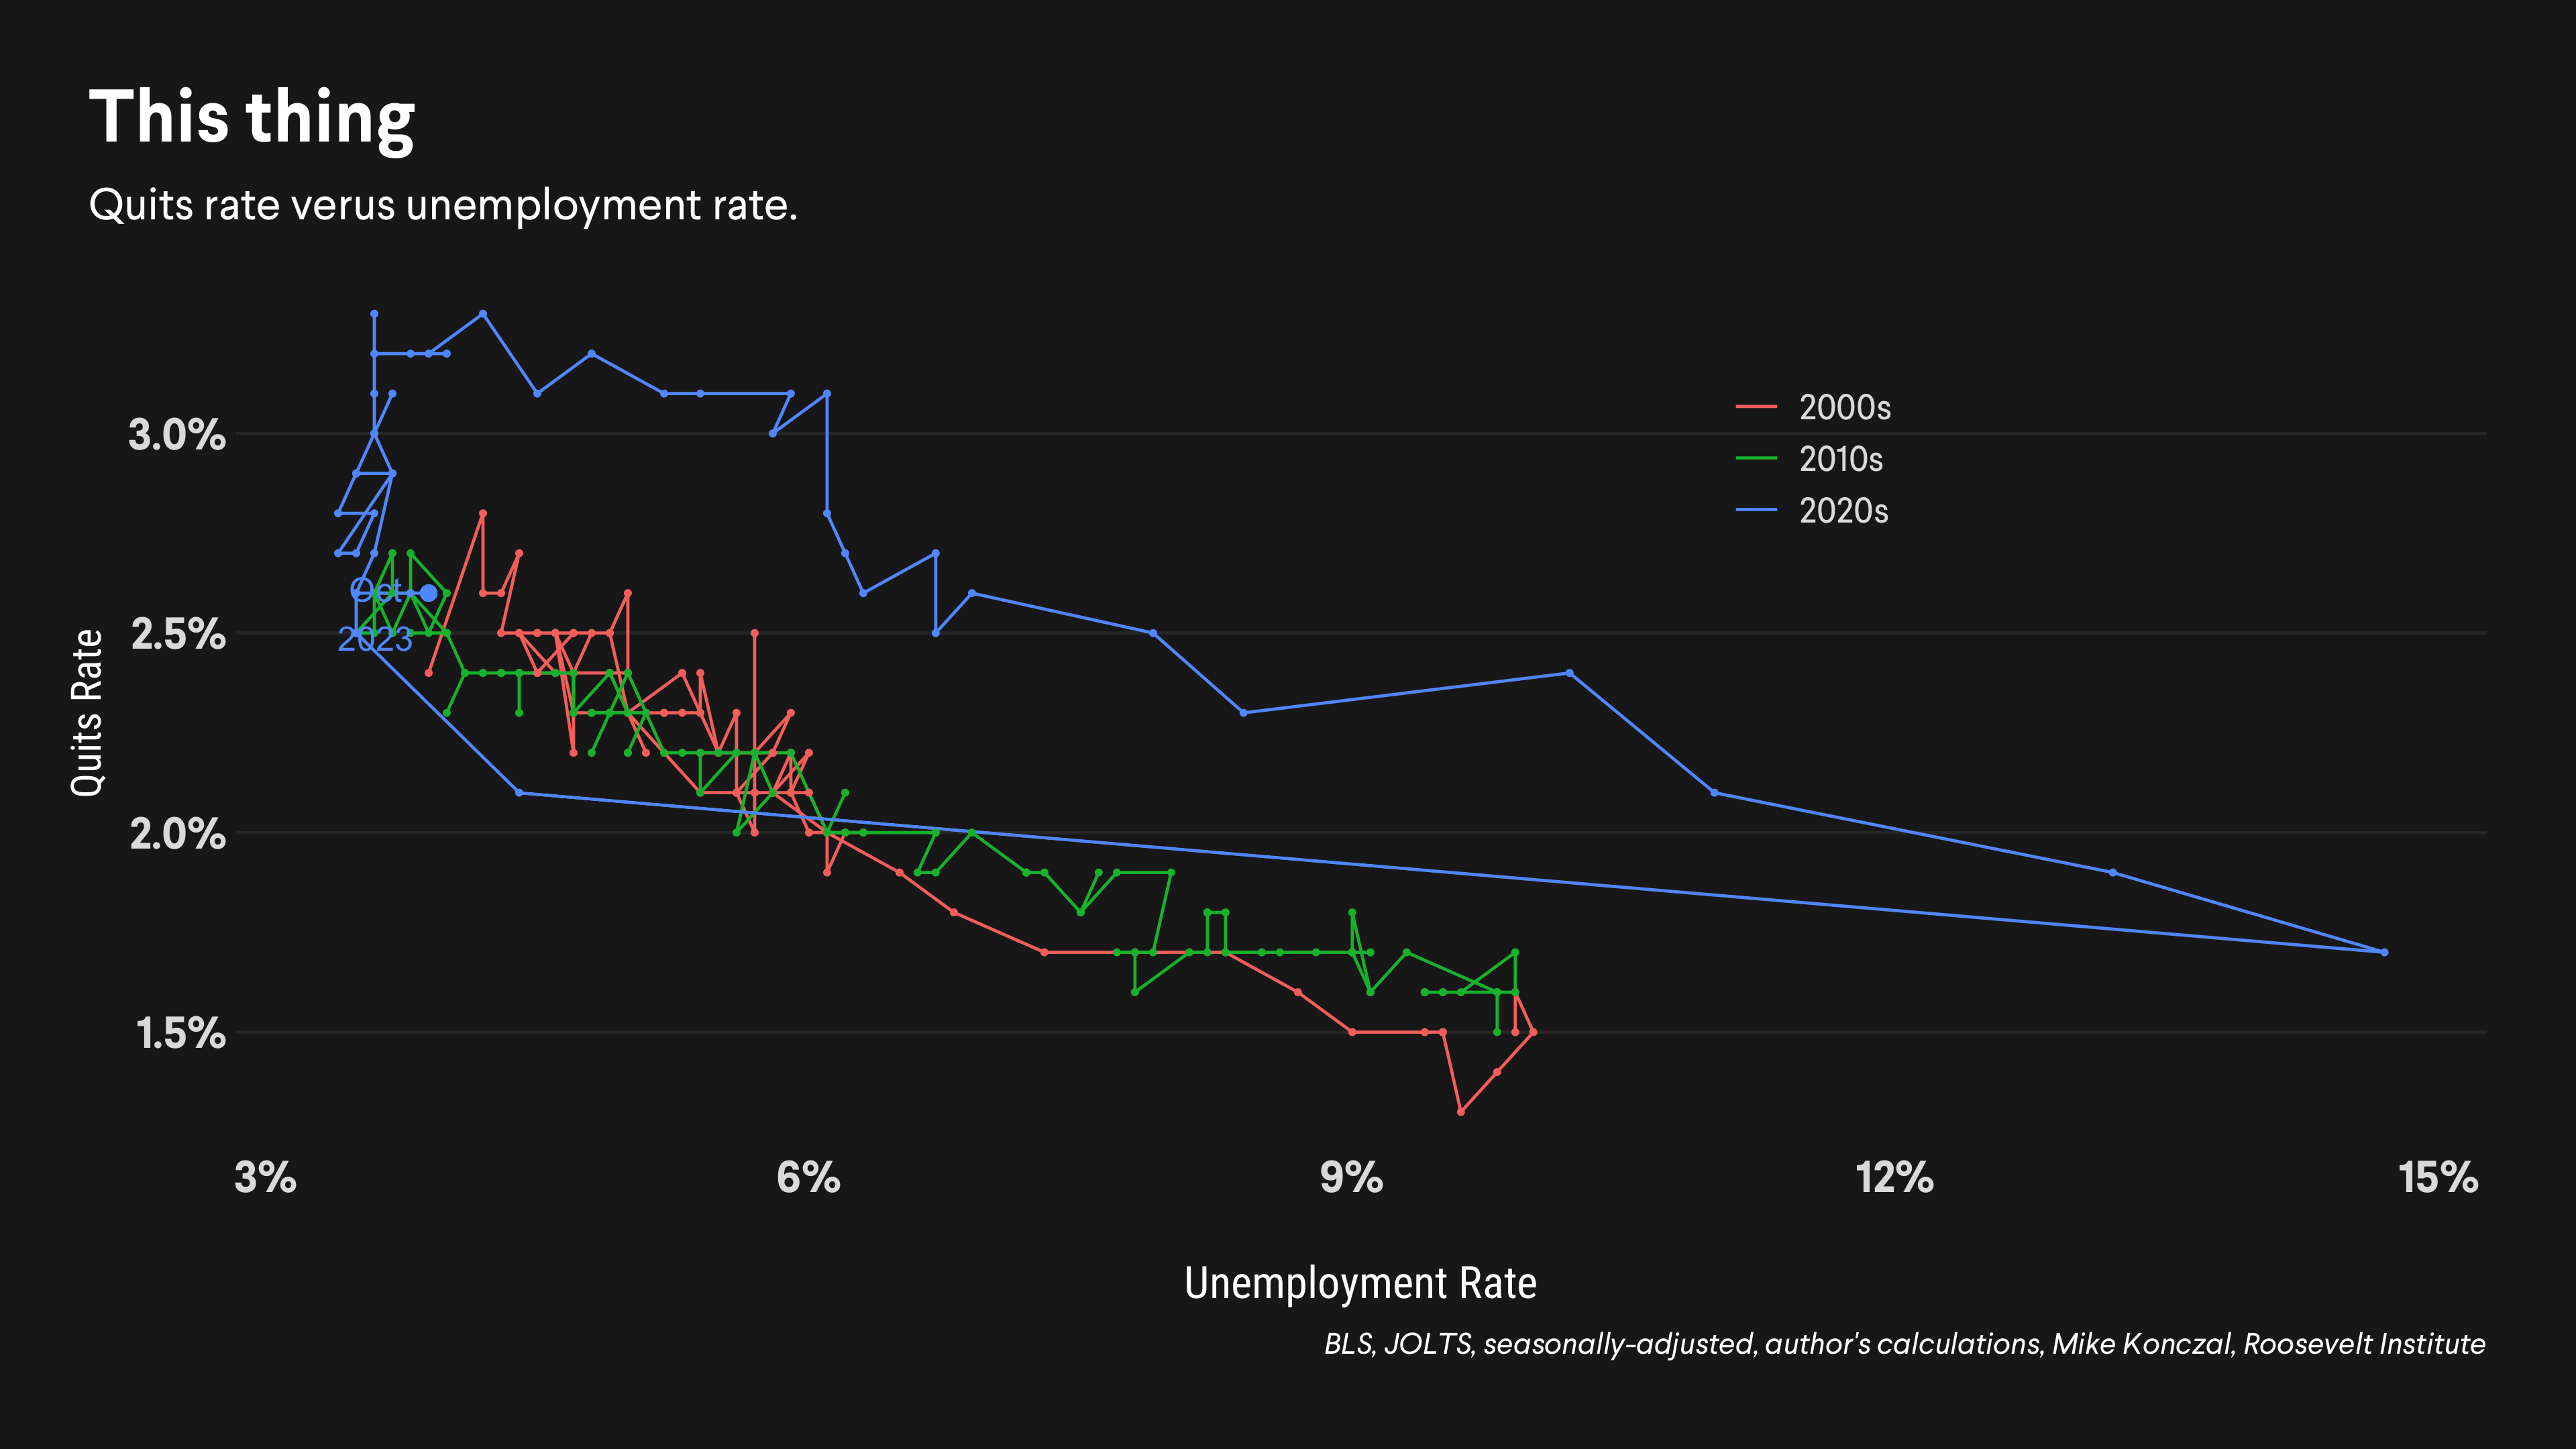 This thing
Quits rate verus unemployment rate.
2000s
3.0%
2010s
2020s
Oct
2.5%
2023
Quits Rate
2.0%
1.5%
3%
6%
9%
12%
15%
Unemployment Rate
BLS, JOLTS, seasonally-adjusted, author's calculations, Mike Konczal, Roosevelt Institute